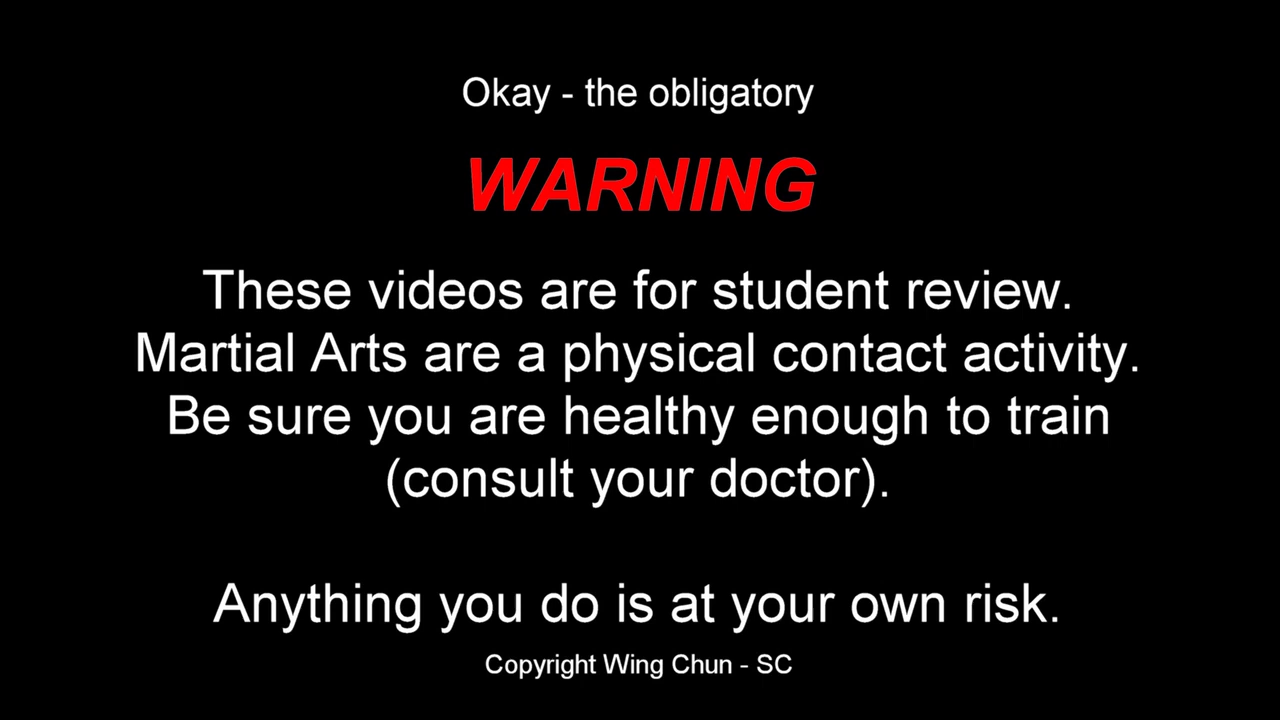 Okay - the obligatory
WARNING
These videos are for student review.
Martial Arts are a physical contact activity.
Be sure you are healthy enough to train
(consult your doctor).
Anything you do is at your own risk.
Copyright Wing Chun - SC